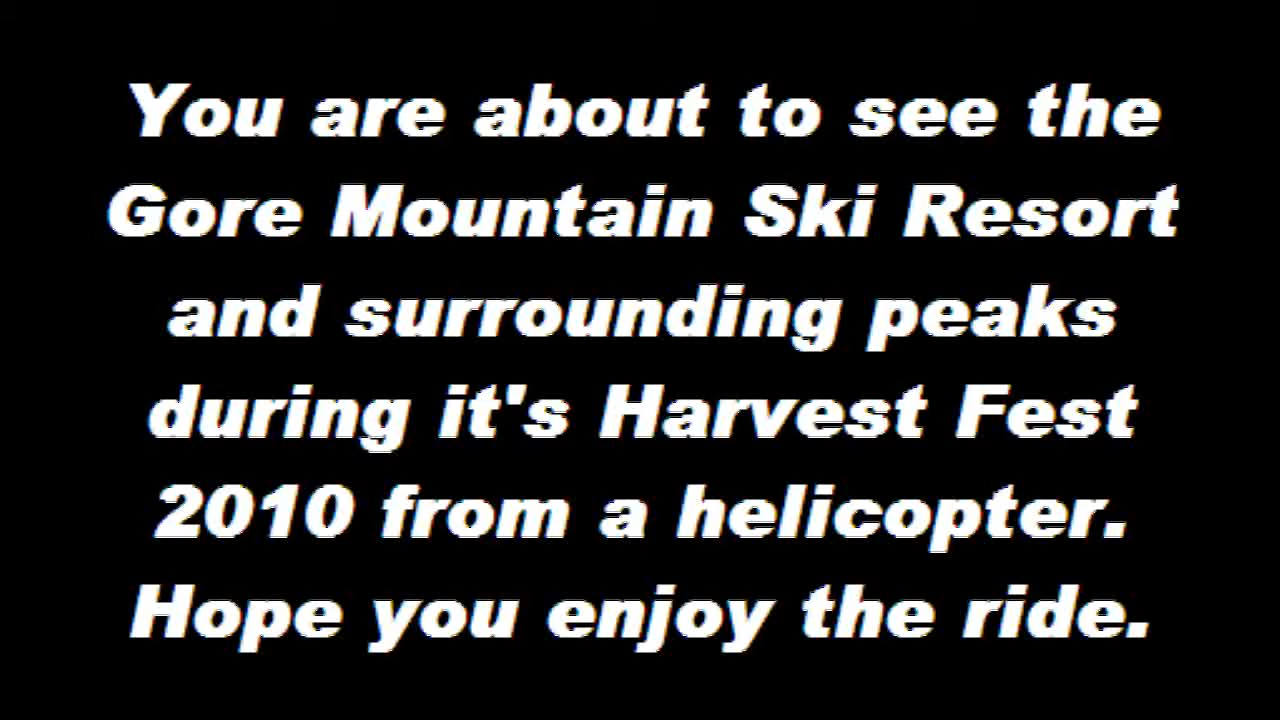 You are about to see the
Gore Mountain Ski Resort
and surrounding peaks
during it's Harvest Fest
2010 from a helicopter.
Hope you enjoy the ride.